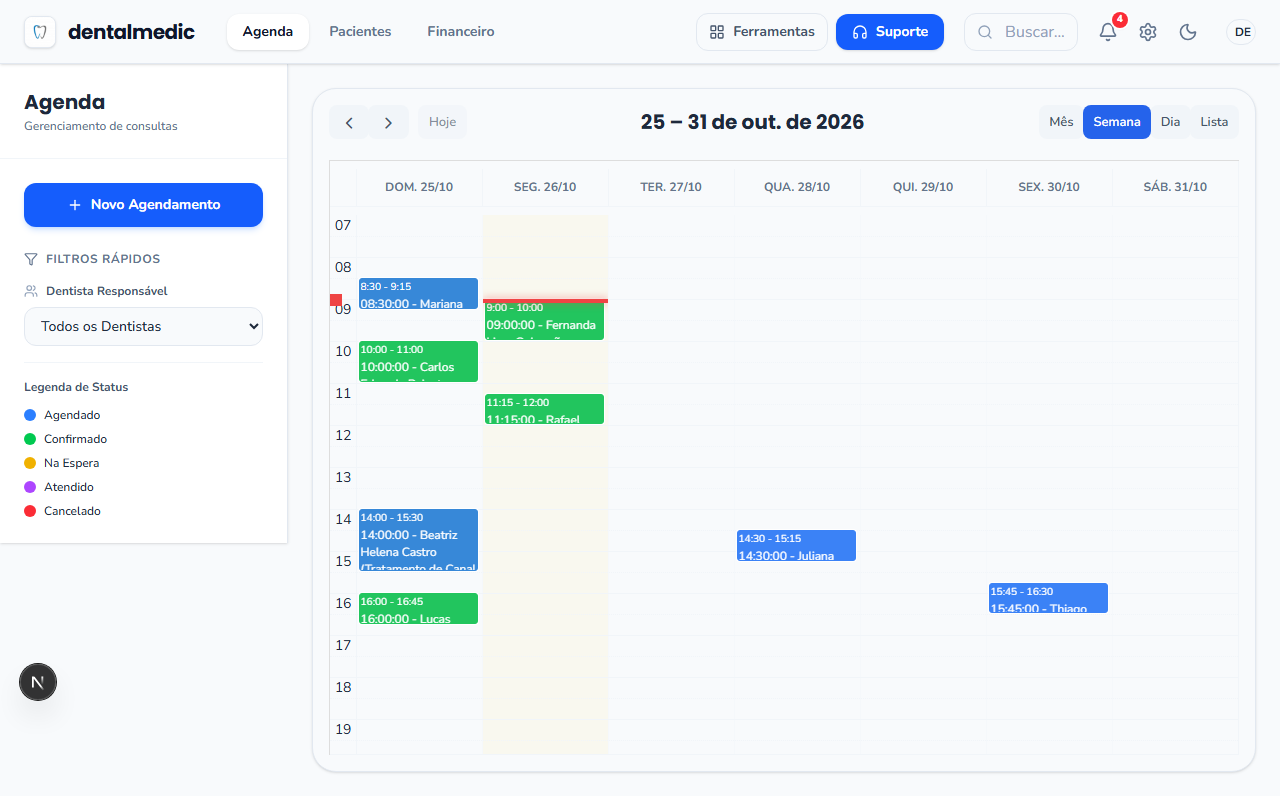 dentalmedic
Agenda
Pacientes
Financeiro
Ferramentas
Suporte
Buscar...
4
DE
Agenda
Gerenciamento de consultas
Novo Agendamento
FILTROS RÁPIDOS
Dentista Responsável
Todos os Dentistas
Legenda de Status
Agendado
Confirmado
Na Espera
Atendido
Cancelado
N
Hoje
25 – 31 de out. de 2026
Mês
Semana
Dia
Lista
DOM. 25/10
SEG. 26/10
TER. 27/10
QUA. 28/10
QUI. 29/10
SEX. 30/10
SÁB. 31/10
07
08
09
10
11
12
13
14
15
16
17
18
19
8:30 - 9:15
08:30:00 - Mariana
10:00 - 11:00
10:00:00 - Carlos
14:00 - 15:30
14:00:00 - Beatriz
Helena Castro
(Tratamento de Canal
16:00 - 16:45
16:00:00 - Lucas
9:00 - 10:00
09:00:00 - Fernanda
11:15 - 12:00
11:15:00 - Rafael
14:30 - 15:15
14:30:00 - Juliana
15:45 - 16:30
15:45:00 - Thiago